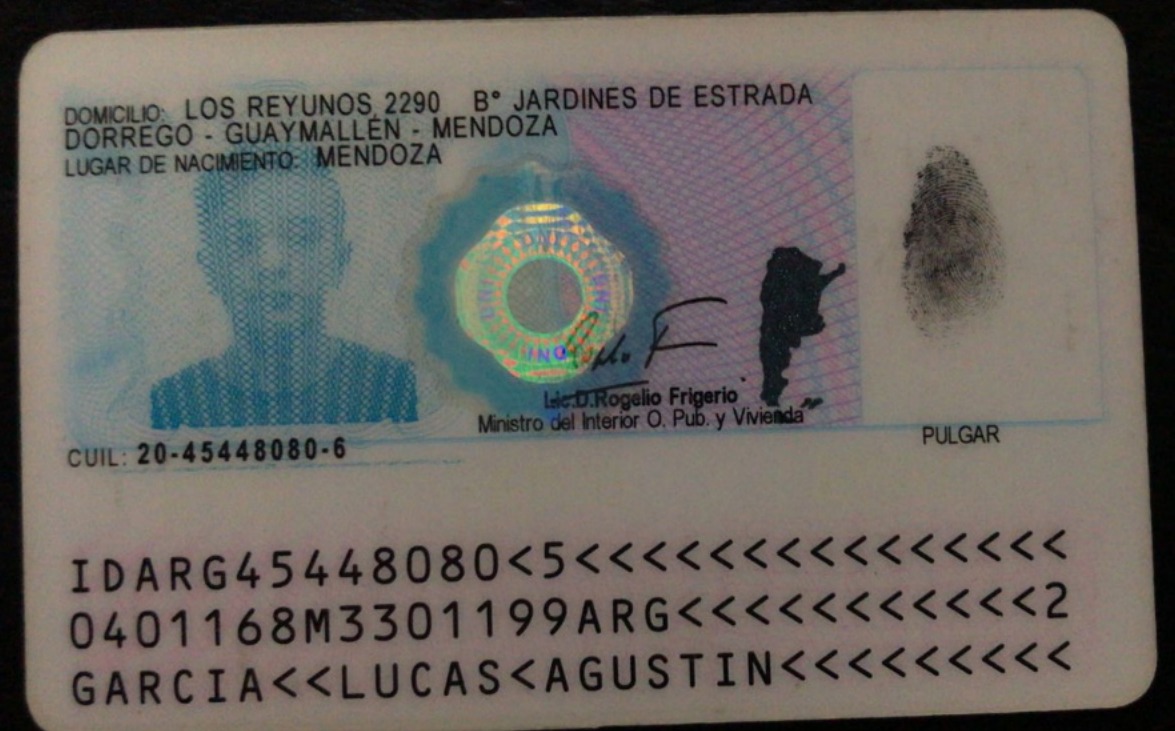 DOMICILIO: LOS REYUNOS 2290 B° JARDINES DE ESTRADA
DORREGO - GUAYMALLÉN - MENDOZA
LUGAR DE NACIMIENTO: MENDOZA
Lic.D.Rogelio Frigerio
Ministro del Interior O. Pub. y Vivienda
PULGAR
CUIL: 20-45448080-6
IDARG45448080<5<<<<<<<<<<<<<<<
0401168M3301199ARG<<<<<<<<<<<2
GARCIA<<LUCAS<AGUSTIN<<<<<<<<<